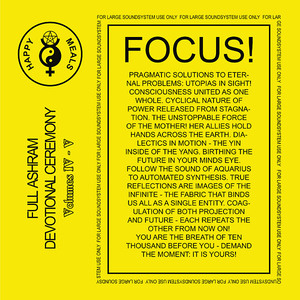 HAPPY
MEALS
FULL ASHRAM
DEVOTIONAL CEREMONY
Volumes IV - V
FOR LARGE SOUNDSYSTEM USE ONLY
FOCUS!
PRAGMATIC SOLUTIONS TO ETER-
NAL PROBLEMS: UTOPIAS IN SIGHT!
CONSCIOUSNESS UNITED AS ONE
WHOLE. CYCLICAL NATURE OF
POWER RELEASED FROM STAGNA-
TION. THE UNSTOPPABLE FORCE
OF THE MOTHER! HER ALLIES HOLD
HANDS ACROSS THE EARTH. DIA-
LECTICS IN MOTION - THE YIN
INSIDE OF THE YANG. BIRTHING THE
FUTURE IN YOUR MINDS EYE.
FOLLOW THE SOUND OF AQUARIUS
TO AUTOMATED SYNTHESIS. TRUE
REFLECTIONS ARE IMAGES OF THE
INFINITE - THE FABRIC THAT BINDS
US ALL AS A SINGLE ENTITY. COAG-
ULATION OF BOTH PROJECTION
AND FUTURE - EACH REPEATS THE
OTHER FROM NOW ON!
YOU ARE THE BREATH OF TEN
THOUSAND BEFORE YOU - DEMAND
THE MOMENT: IT IS YOURS!